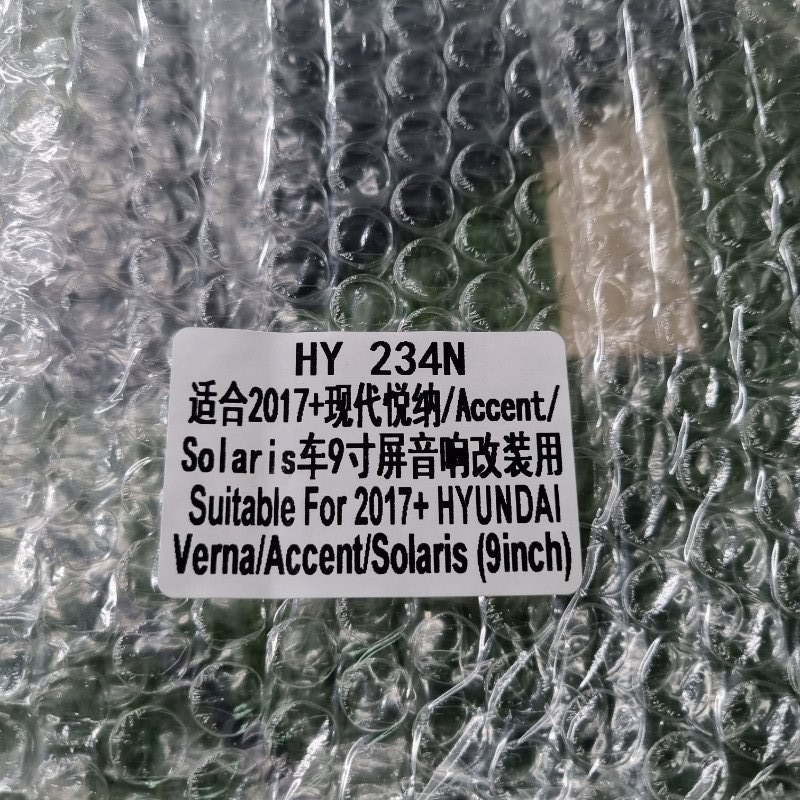 HY 234N
适合2017+现代悦纳/Accent/
Solaris车9寸屏音响改装用
Suitable For 2017+ HYUNDAI
Verna/Accent/Solaris (9inch)